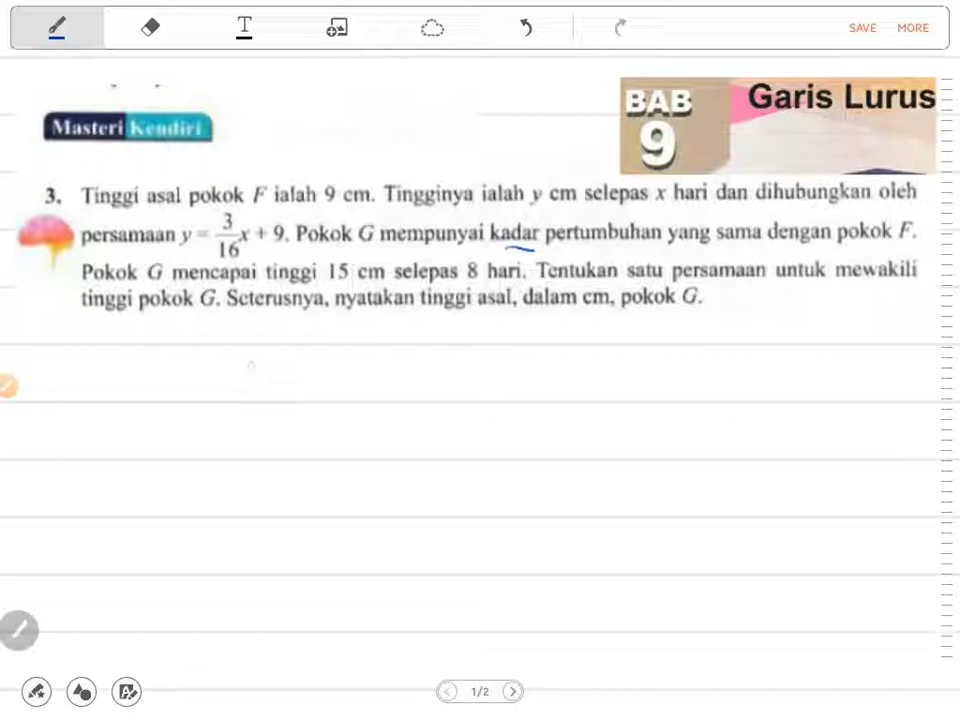 T
SAVE MORE
BAB
9
Garis Lurus
Masteri Kendiri
3. Tinggi asal pokok F ialah 9 cm. Tingginya ialah y cm selepas x hari dan dihubungkan oleh
persamaan y = 3/16 x + 9. Pokok G mempunyai kadar pertumbuhan yang sama dengan pokok F.
Pokok G mencapai tinggi 15 cm selepas 8 hari. Tentukan satu persamaan untuk mewakili
tinggi pokok G. Seterusnya, nyatakan tinggi asal, dalam cm, pokok G.
1/2